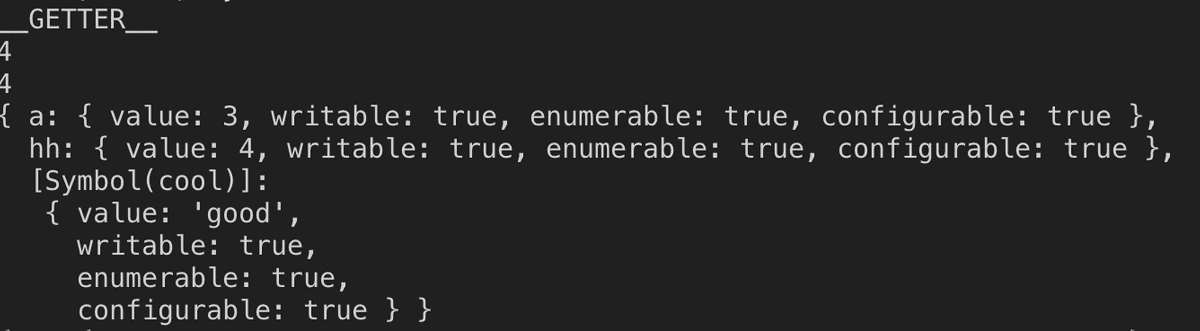 __GETTER__
4
4
{ a: { value: 3, writable: true, enumerable: true, configurable: true },
  hh: { value: 4, writable: true, enumerable: true, configurable: true },
  [Symbol(cool)]:
   { value: 'good',
     writable: true,
     enumerable: true,
     configurable: true } }